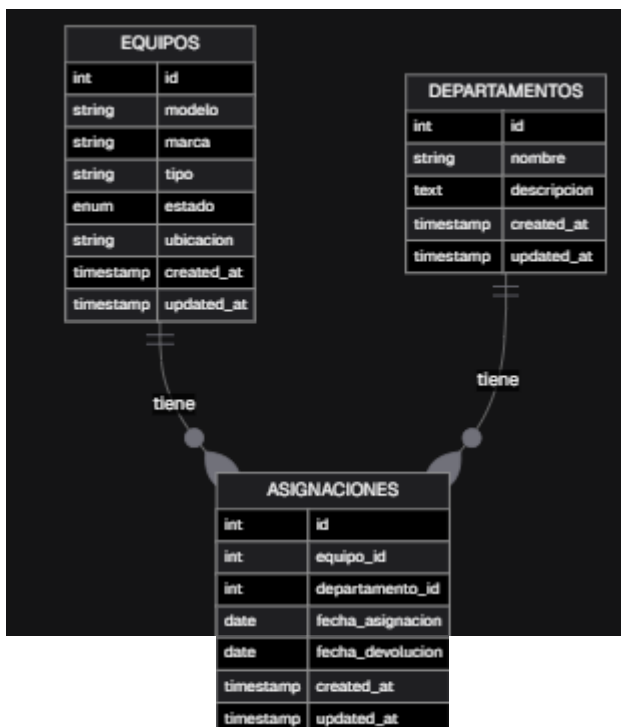 EQUIPOS
int id
string modelo
string marca
string tipo
enum estado
string ubicacion
timestamp created_at
timestamp updated_at
DEPARTAMENTOS
int id
string nombre
text descripcion
timestamp created_at
timestamp updated_at
tiene
tiene
ASIGNACIONES
int id
int equipo_id
int departamento_id
date fecha_asignacion
date fecha_devolucion
timestamp created_at
timestamp updated_at